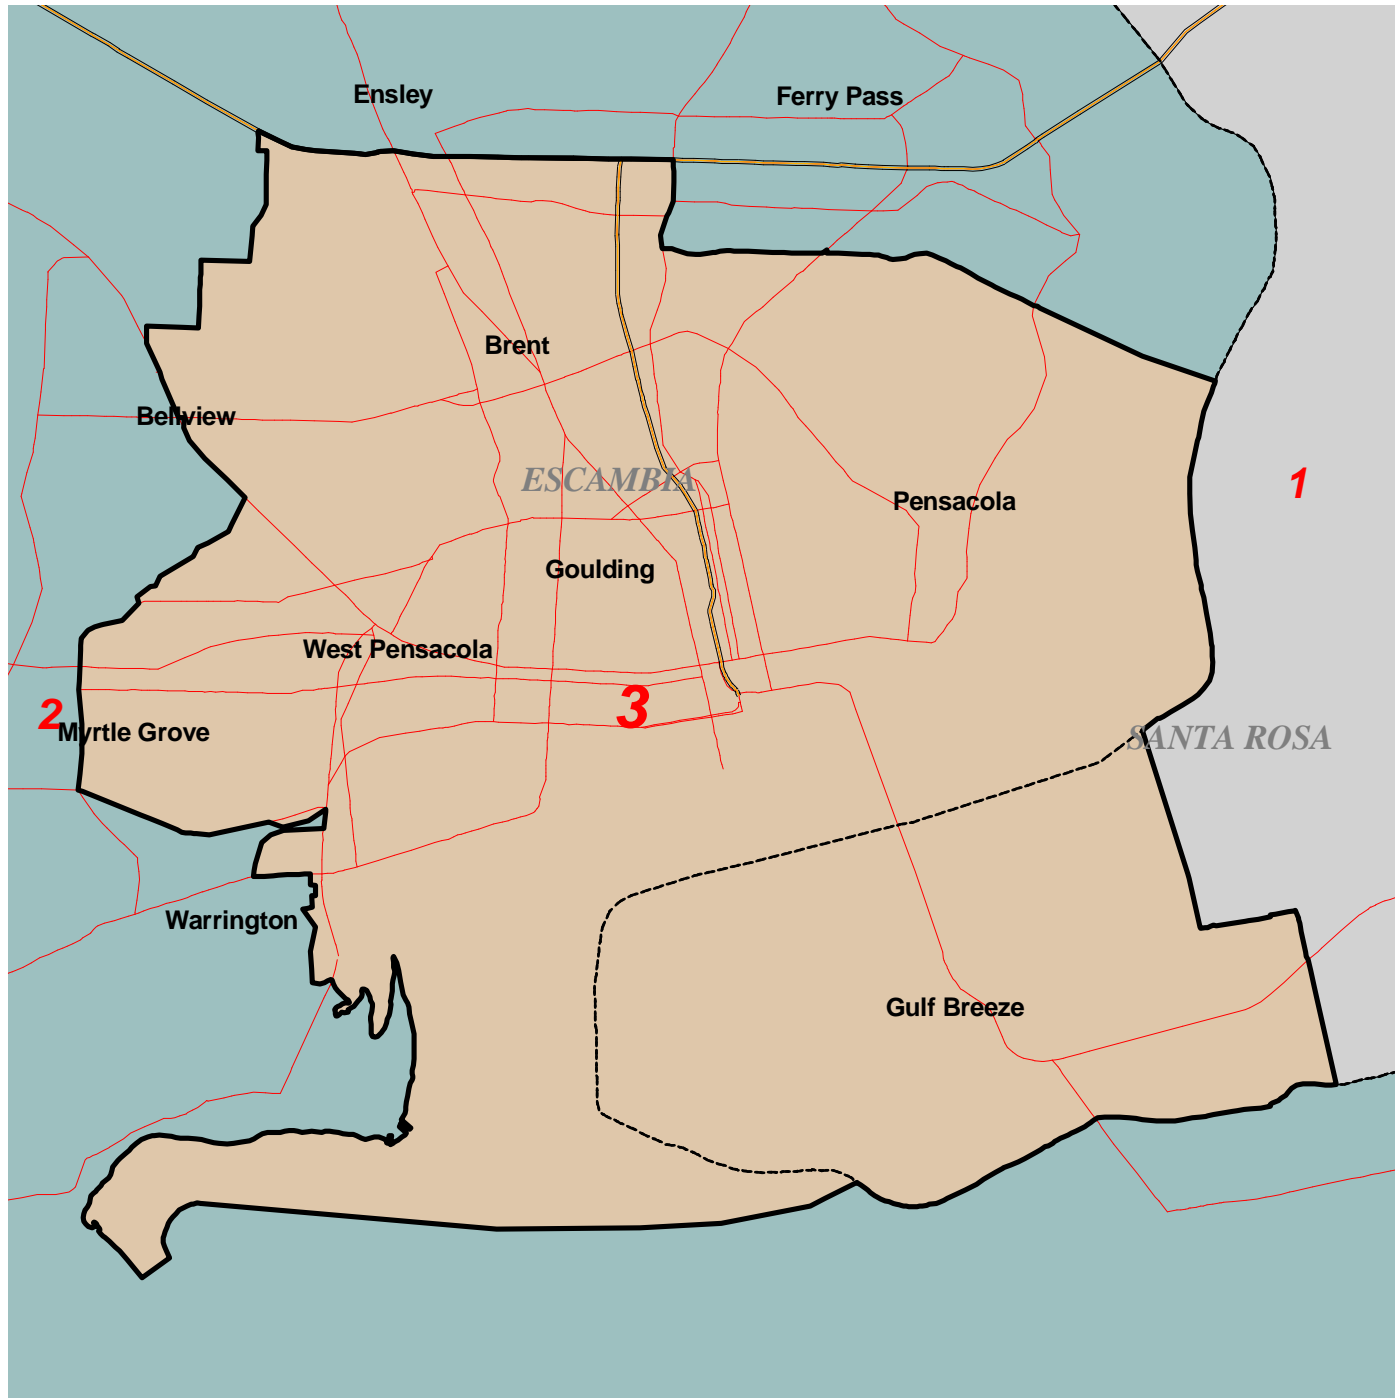 Ensley
Ferry Pass
Brent
Bellview
ESCAMBIA
1
Pensacola
Goulding
West Pensacola
3
2
Myrtle Grove
SANTA ROSA
Warrington
Gulf Breeze